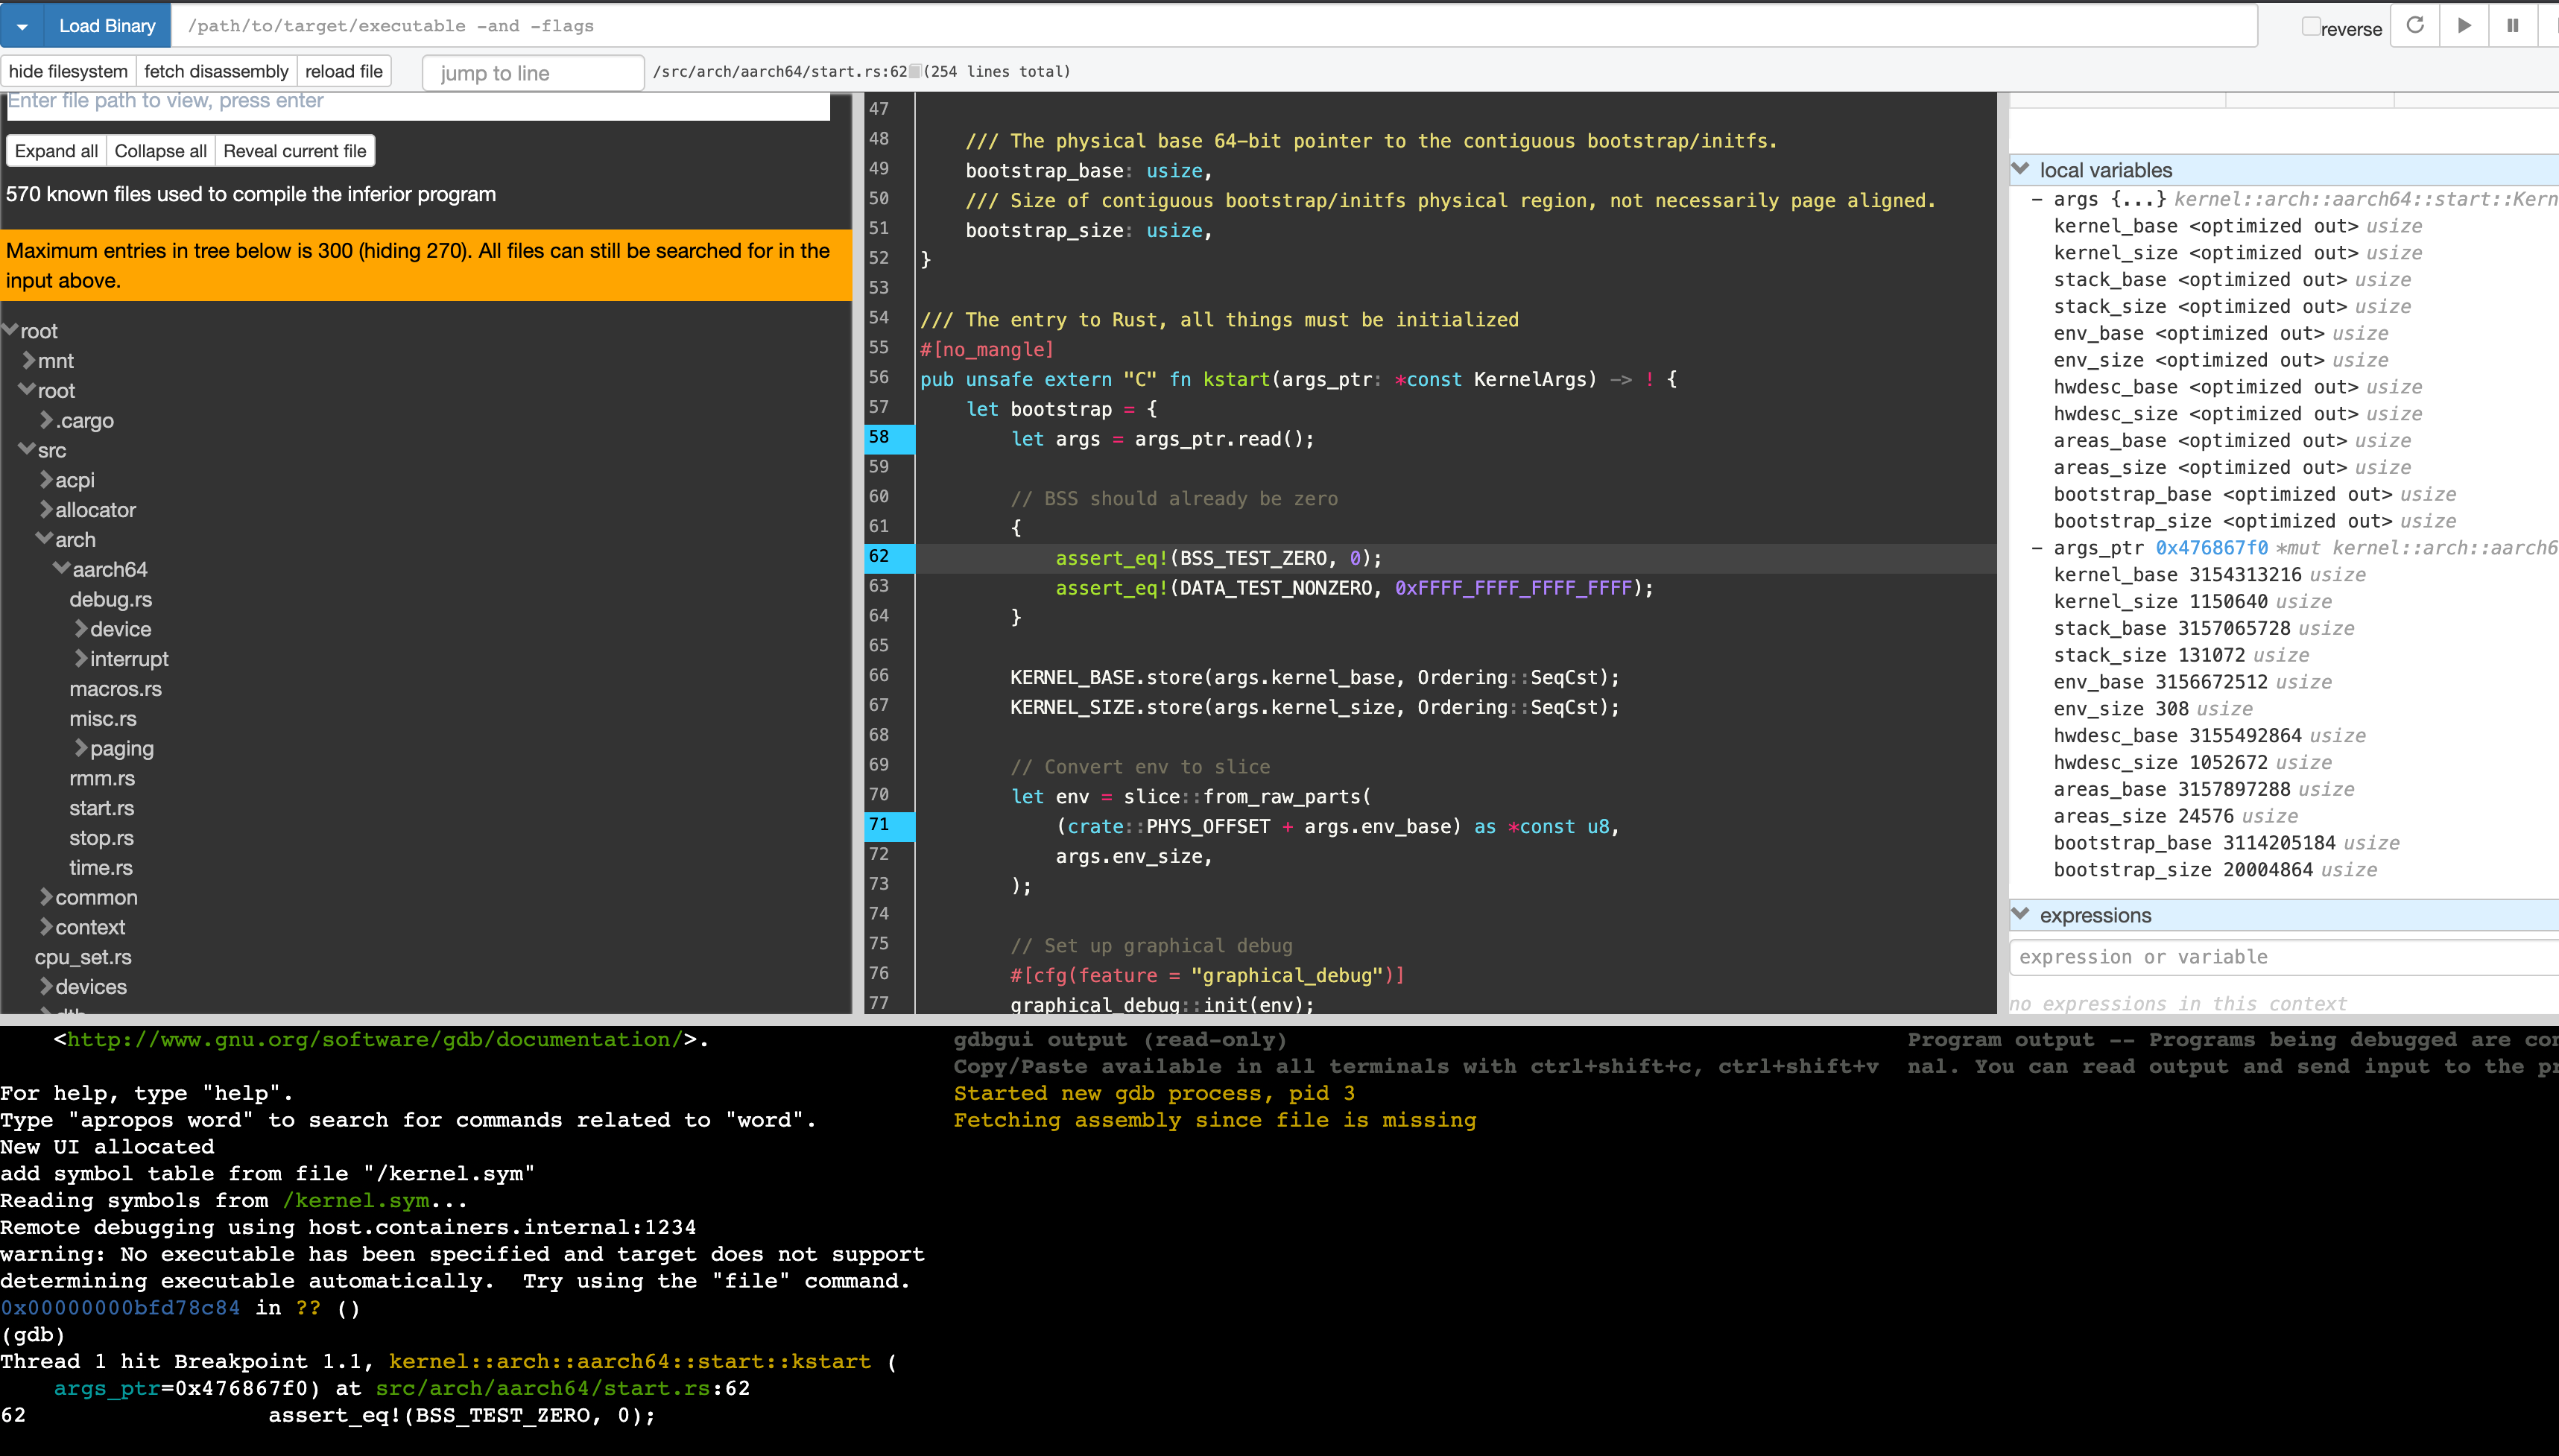 Load Binary
/path/to/target/executable -and -flags
reverse
hide filesystem
fetch disassembly
reload file
jump to line
/src/arch/aarch64/start.rs:62 (254 lines total)
Enter file path to view, press enter
Expand all
Collapse all
Reveal current file
570 known files used to compile the inferior program
Maximum entries in tree below is 300 (hiding 270). All files can still be searched for in the
input above.
root
mnt
root
.cargo
src
acpi
allocator
arch
aarch64
debug.rs
device
interrupt
macros.rs
misc.rs
paging
rmm.rs
start.rs
stop.rs
time.rs
common
context
cpu_set.rs
devices
dtb
47
48     /// The physical base 64-bit pointer to the contiguous bootstrap/initfs.
49     bootstrap_base: usize,
50     /// Size of contiguous bootstrap/initfs physical region, not necessarily page aligned.
51     bootstrap_size: usize,
52 }
53
54 /// The entry to Rust, all things must be initialized
55 #[no_mangle]
56 pub unsafe extern "C" fn kstart(args_ptr: *const KernelArgs) -> ! {
57     let bootstrap = {
58         let args = args_ptr.read();
59
60         // BSS should already be zero
61         {
62             assert_eq!(BSS_TEST_ZERO, 0);
63             assert_eq!(DATA_TEST_NONZERO, 0xFFFF_FFFF_FFFF_FFFF);
64         }
65
66         KERNEL_BASE.store(args.kernel_base, Ordering::SeqCst);
67         KERNEL_SIZE.store(args.kernel_size, Ordering::SeqCst);
68
69         // Convert env to slice
70         let env = slice::from_raw_parts(
71             (crate::PHYS_OFFSET + args.env_base) as *const u8,
72             args.env_size,
73         );
74
75         // Set up graphical debug
76         #[cfg(feature = "graphical_debug")]
77         graphical_debug::init(env);
local variables
- args {...} kernel::arch::aarch64::start::Kern
kernel_base <optimized out> usize
kernel_size <optimized out> usize
stack_base <optimized out> usize
stack_size <optimized out> usize
env_base <optimized out> usize
env_size <optimized out> usize
hwdesc_base <optimized out> usize
hwdesc_size <optimized out> usize
areas_base <optimized out> usize
areas_size <optimized out> usize
bootstrap_base <optimized out> usize
bootstrap_size <optimized out> usize
- args_ptr 0x476867f0 *mut kernel::arch::aarch6
kernel_base 3154313216 usize
kernel_size 1150640 usize
stack_base 3157065728 usize
stack_size 131072 usize
env_base 3156672512 usize
env_size 308 usize
hwdesc_base 3155492864 usize
hwdesc_size 1052672 usize
areas_base 3157897288 usize
areas_size 24576 usize
bootstrap_base 3114205184 usize
bootstrap_size 20004864 usize
expressions
expression or variable
no expressions in this context
<http://www.gnu.org/software/gdb/documentation/>.
For help, type "help".
Type "apropos word" to search for commands related to "word".
New UI allocated
add symbol table from file "/kernel.sym"
Reading symbols from /kernel.sym...
Remote debugging using host.containers.internal:1234
warning: No executable has been specified and target does not support
determining executable automatically.  Try using the "file" command.
0x00000000bfd78c84 in ?? ()
(gdb)
Thread 1 hit Breakpoint 1.1, kernel::arch::aarch64::start::kstart (
    args_ptr=0x476867f0) at src/arch/aarch64/start.rs:62
62                  assert_eq!(BSS_TEST_ZERO, 0);
gdbgui output (read-only)
Copy/Paste available in all terminals with ctrl+shift+c, ctrl+shift+v
Started new gdb process, pid 3
Fetching assembly since file is missing
Program output -- Programs being debugged are con
nal. You can read output and send input to the pr